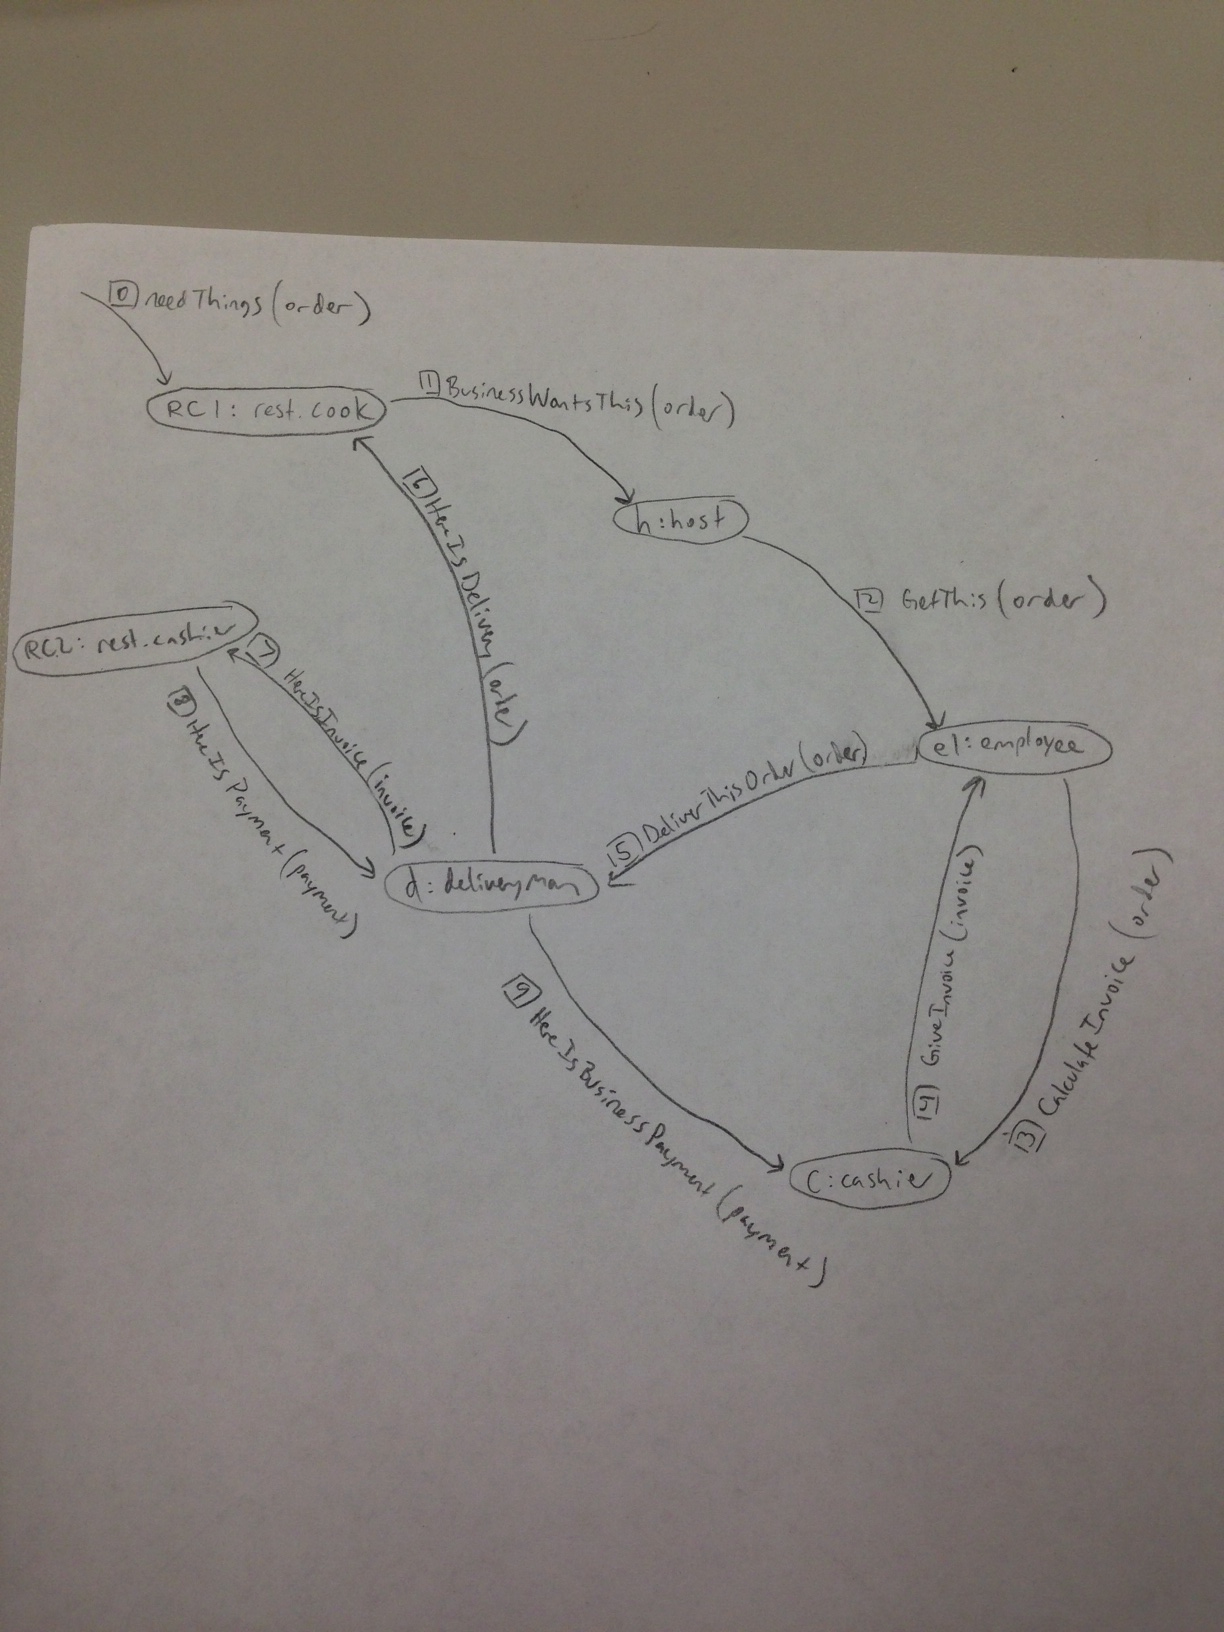 0 needThings(order)
RC1: rest.cook
1 BusinessWantsThis(order)
6 HereIsDelivery(order)
h:host
2 GetThis(order)
RC2: rest.cashier
7 HereIsInvoice(invoice)
8 HereIsPayment(payment)
e1:employee
5 DeliverThisOrder(order)
d:deliveryman
4 GiveInvoice(invoice)
3 CalculateInvoice(order)
9 HereIsBusinessPayment(payment)
C:cashier